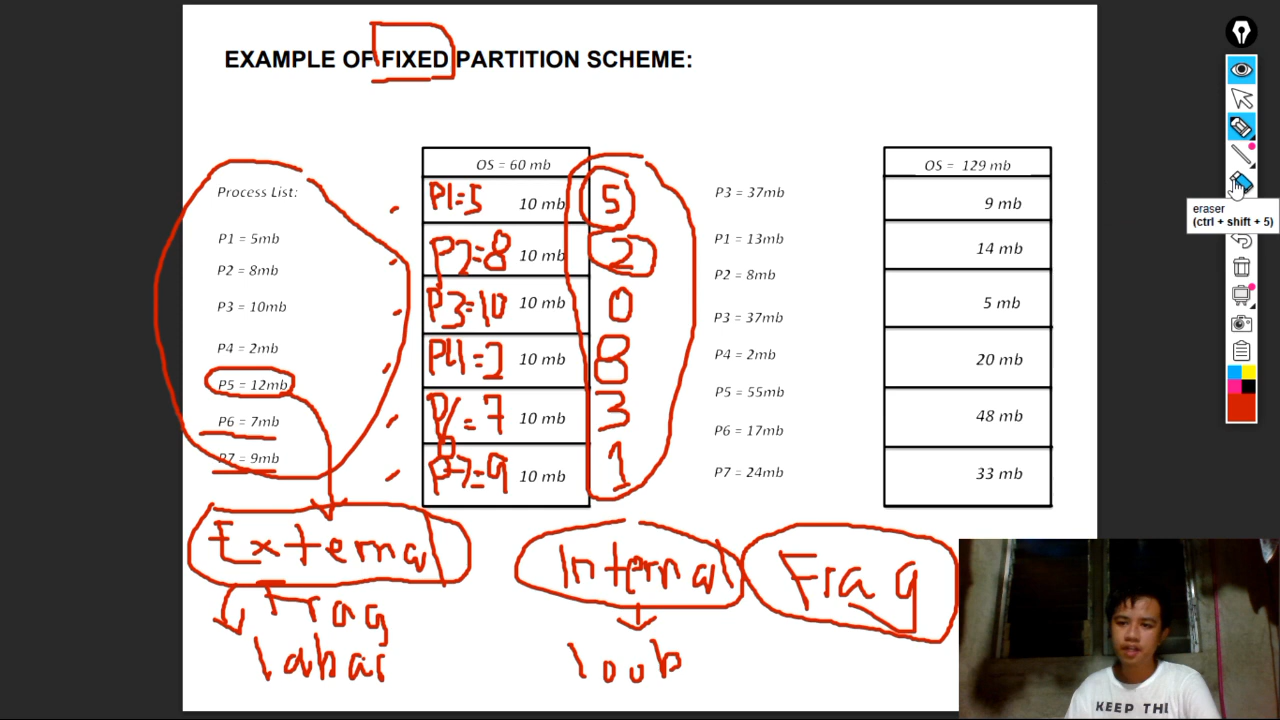 EXAMPLE OF FIXED PARTITION SCHEME:
Process List:
P1 = 5mb
P2 = 8mb
P3 = 10mb
P4 = 2mb
P5 = 12mb
P6 = 7mb
P7 = 9mb
OS = 60 mb
P1=5 10 mb 5
P2=8 10 mb 2
P3=10 10 mb 0
P4=2 10 mb 8
P6=7 10 mb 3
P7=9 10 mb 1
P3 = 37mb
P1 = 13mb
P2 = 8mb
P3 = 37mb
P4 = 2mb
P5 = 55mb
P6 = 17mb
P7 = 24mb
OS = 129 mb
9 mb
14 mb
5 mb
20 mb
48 mb
33 mb
External
Frag
labas
Internal Frag
loob
eraser
(ctrl + shift + 5)
KEEP THI